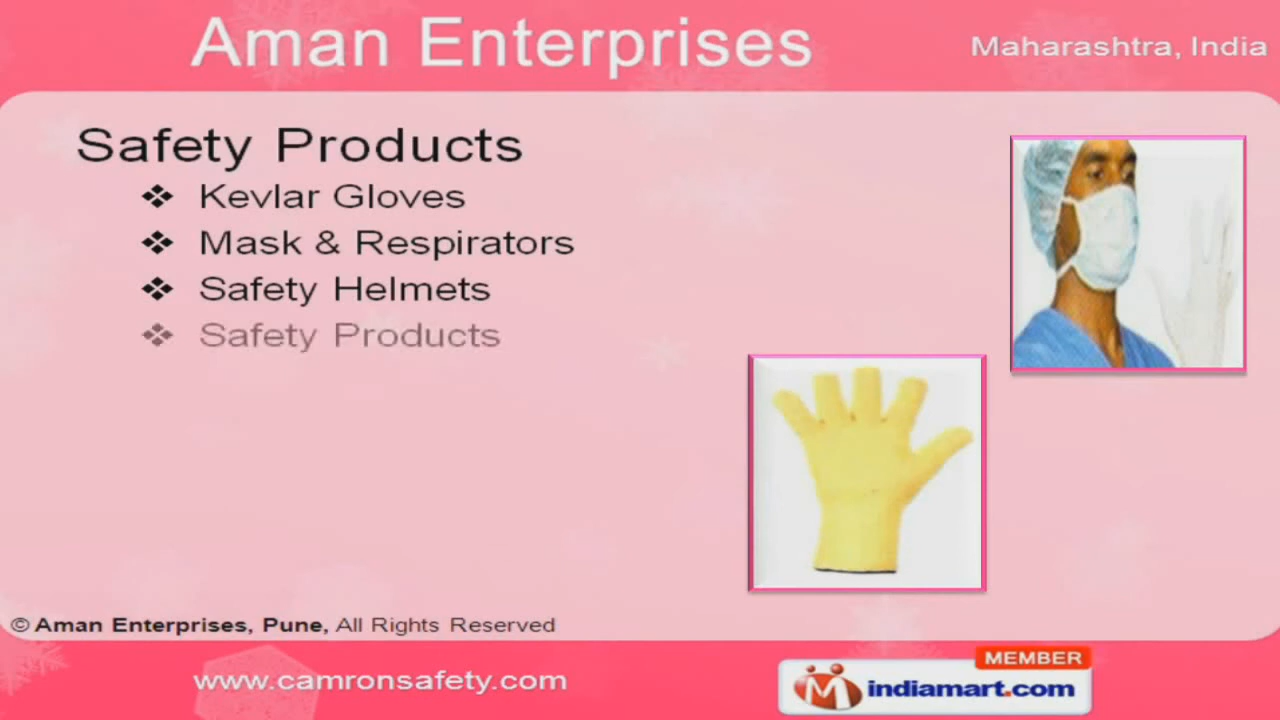 Aman Enterprises
Maharashtra, India
Safety Products
❖ Kevlar Gloves
❖ Mask & Respirators
❖ Safety Helmets
❖ Safety Products
© Aman Enterprises, Pune, All Rights Reserved
www.camronsafety.com
MEMBER
indiamart.com